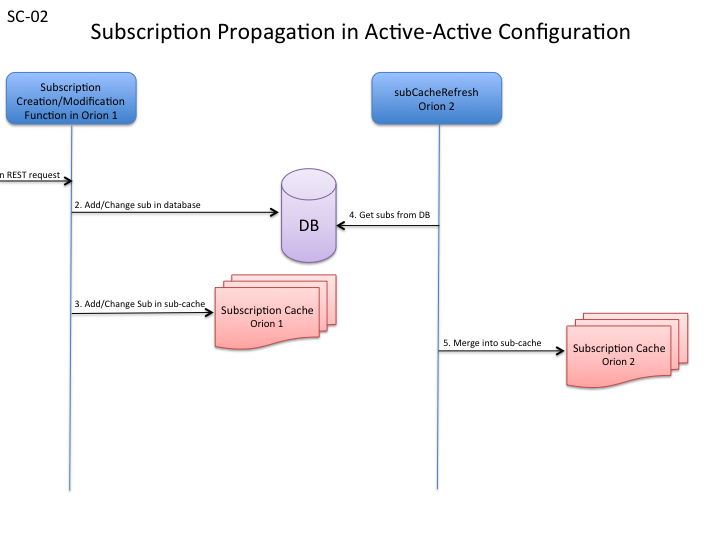 SC-02
Subscription Propagation in Active-Active Configuration
Subscription
Creation/Modification
Function in Orion 1
subCacheRefresh
Orion 2
n REST request
2. Add/Change sub in database
4. Get subs from DB
DB
3. Add/Change Sub in sub-cache
Subscription Cache
Orion 1
5. Merge into sub-cache
Subscription Cache
Orion 2